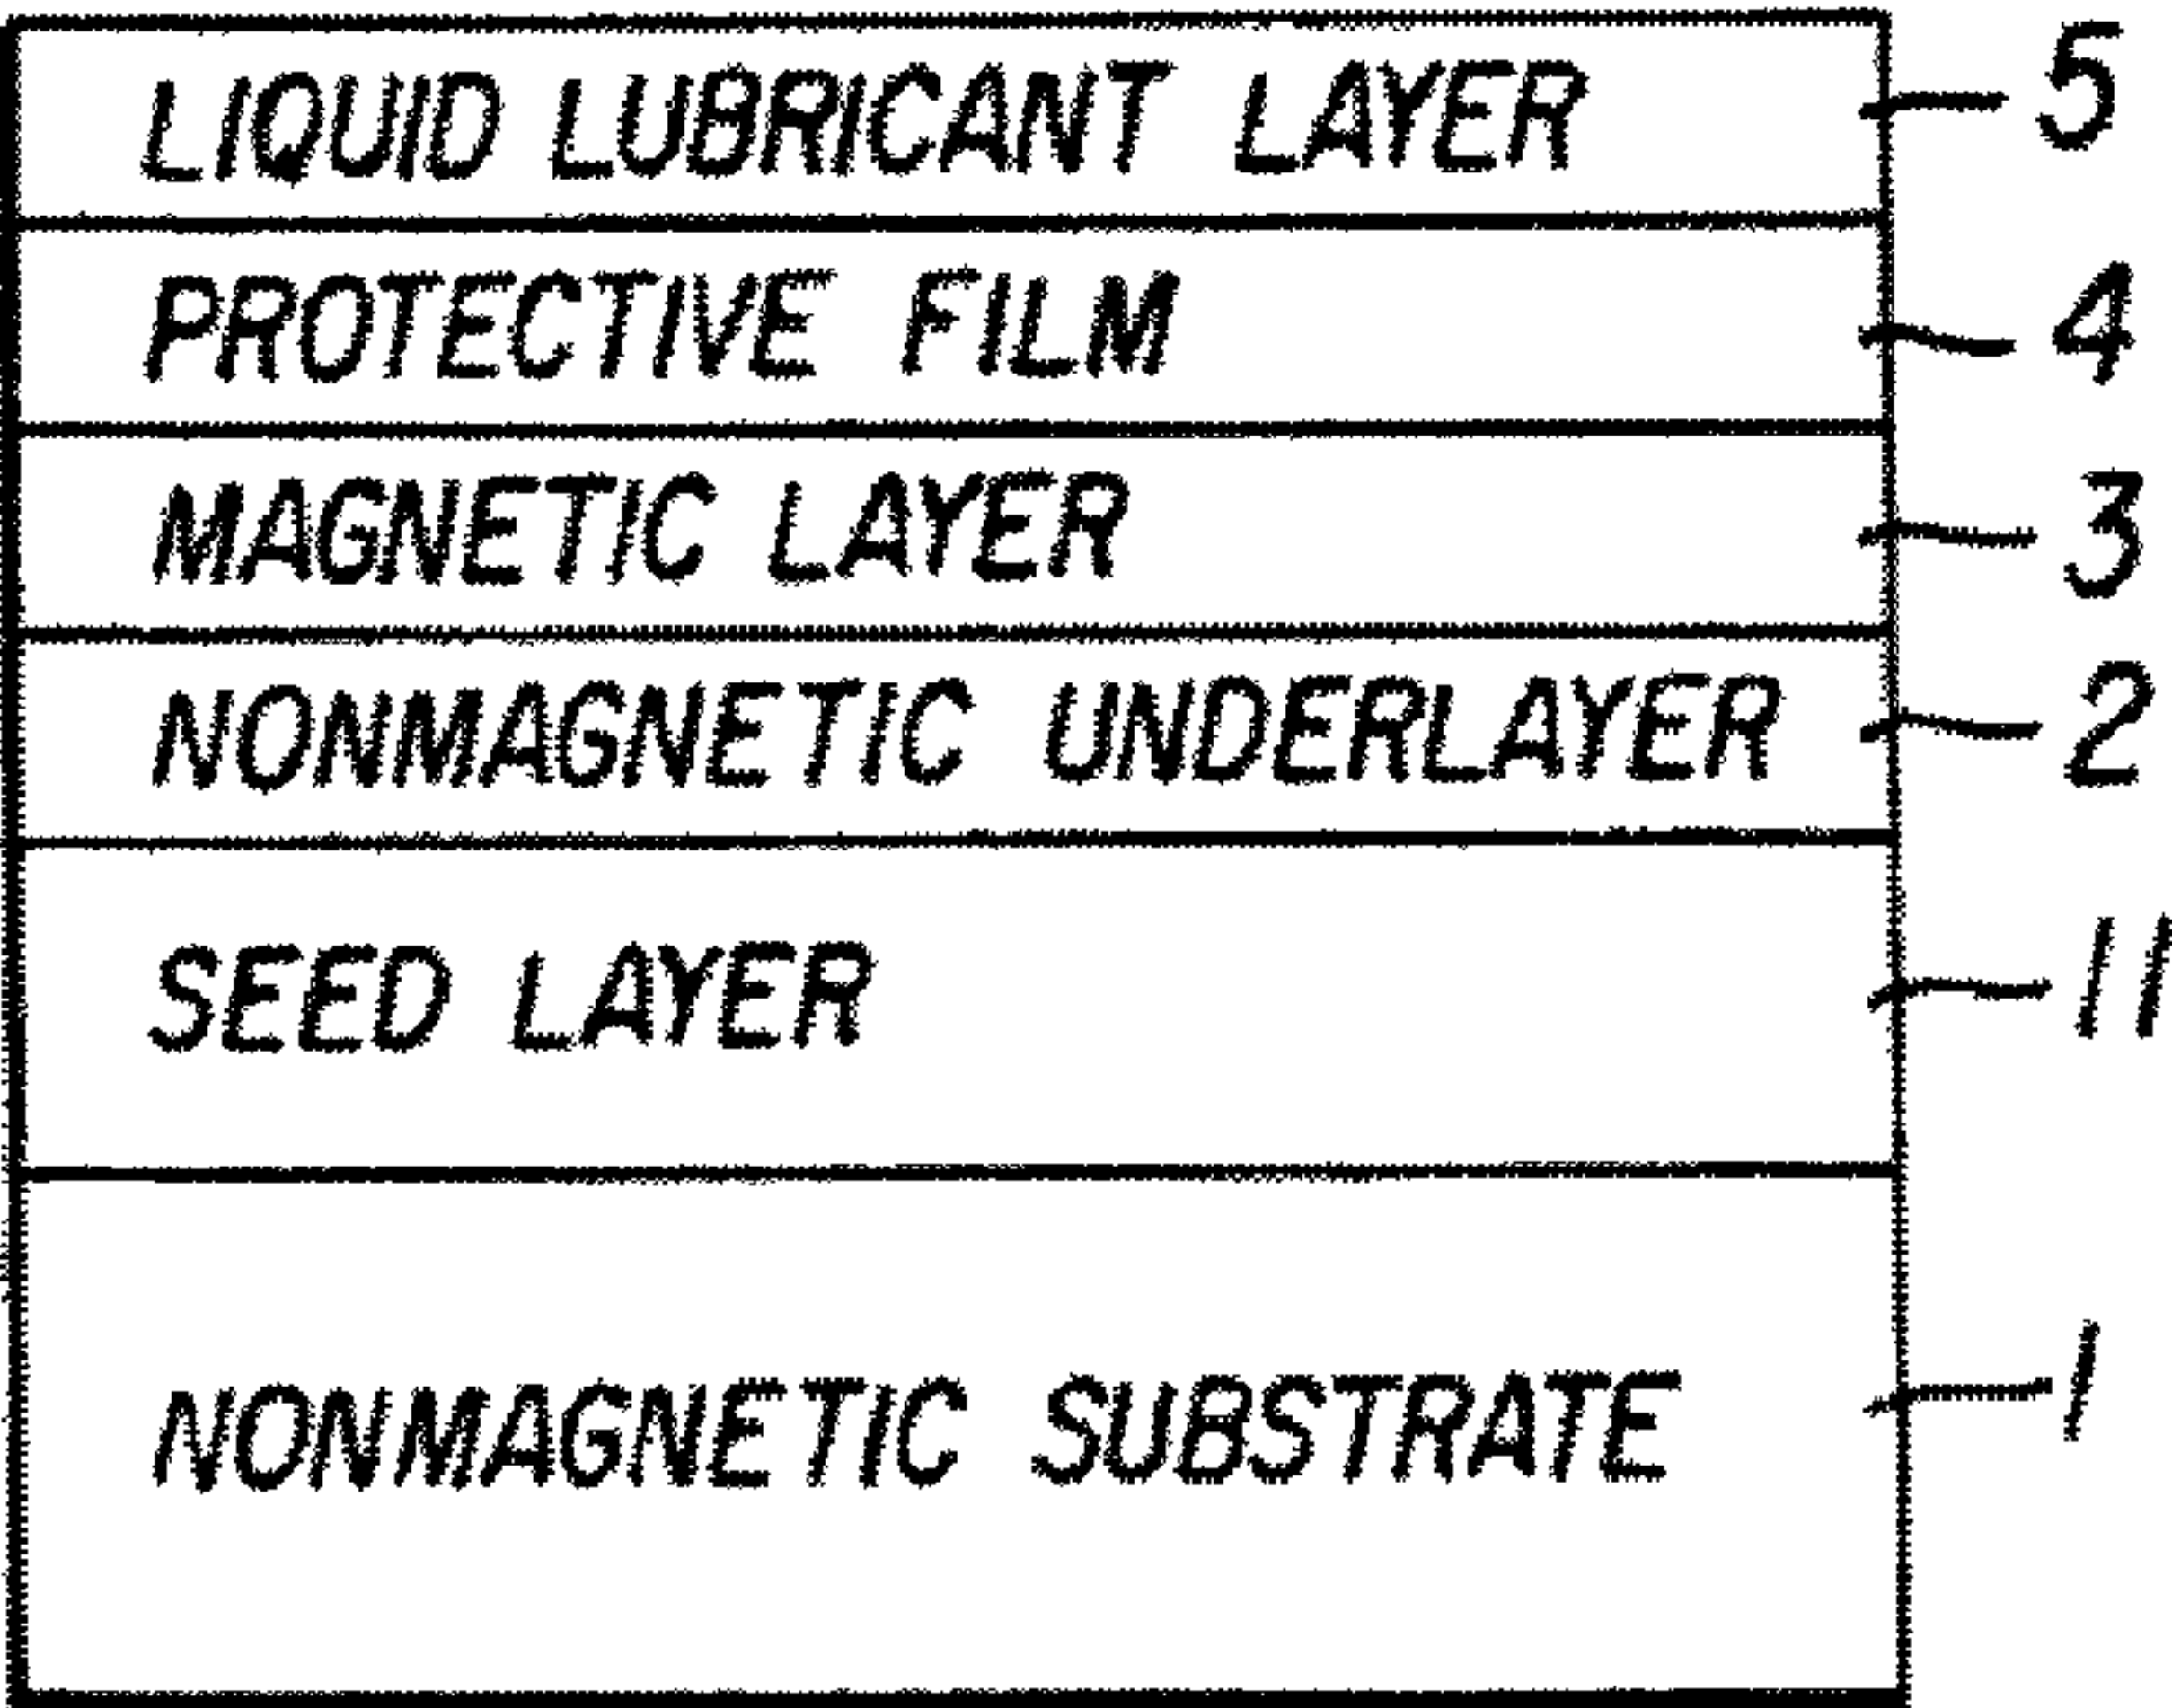 LIQUID LUBRICANT LAYER 5
PROTECTIVE FILM 4
MAGNETIC LAYER 3
NONMAGNETIC UNDERLAYER 2
SEED LAYER 11
NONMAGNETIC SUBSTRATE 1